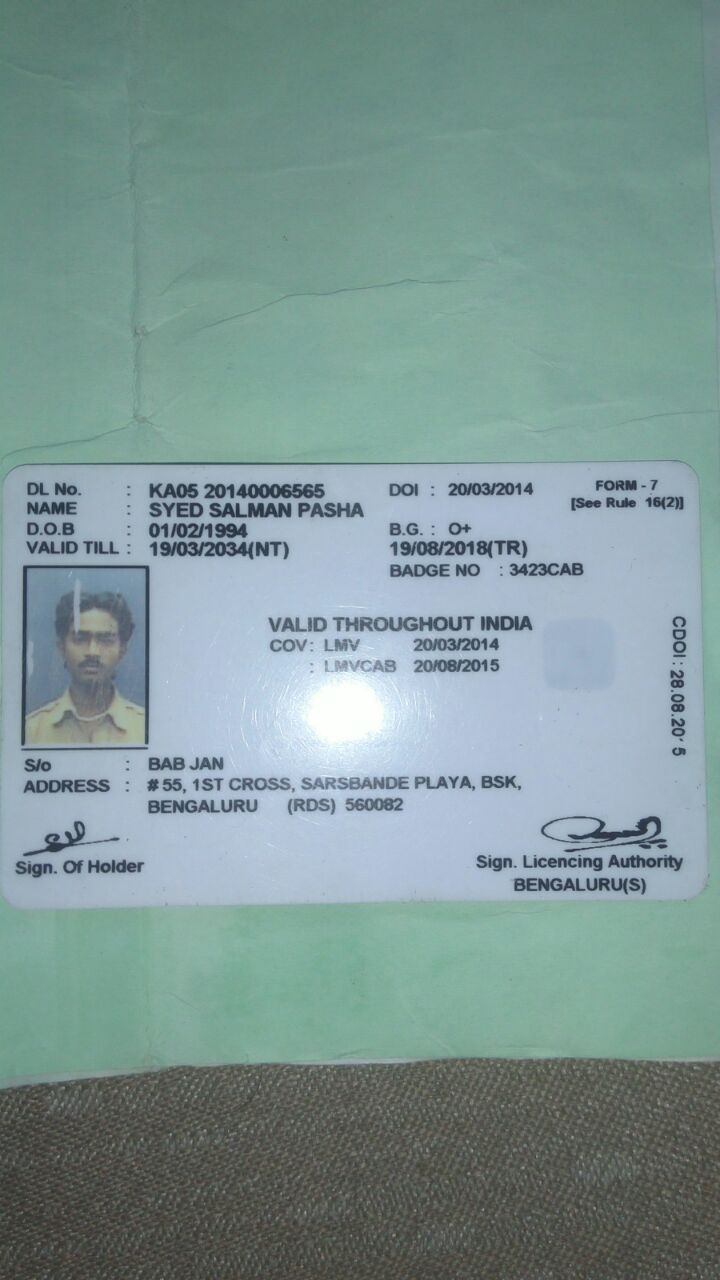 DL No. : KA05 20140006565 DOI : 20/03/2014 FORM - 7
NAME : SYED SALMAN PASHA [See Rule 16(2)]
D.O.B : 01/02/1994 B.G. : O+
VALID TILL : 19/03/2034(NT) 19/08/2018(TR)
BADGE NO : 3423CAB
VALID THROUGHOUT INDIA
COV : LMV 20/03/2014
: LMVCAB 20/08/2015
CDOI : 28.08.20
S/o : BAB JAN
ADDRESS : # 55, 1ST CROSS, SARSBANDE PLAYA, BSK,
BENGALURU (RDS) 560082
Sign. Of Holder
Sign. Licencing Authority
BENGALURU(S)